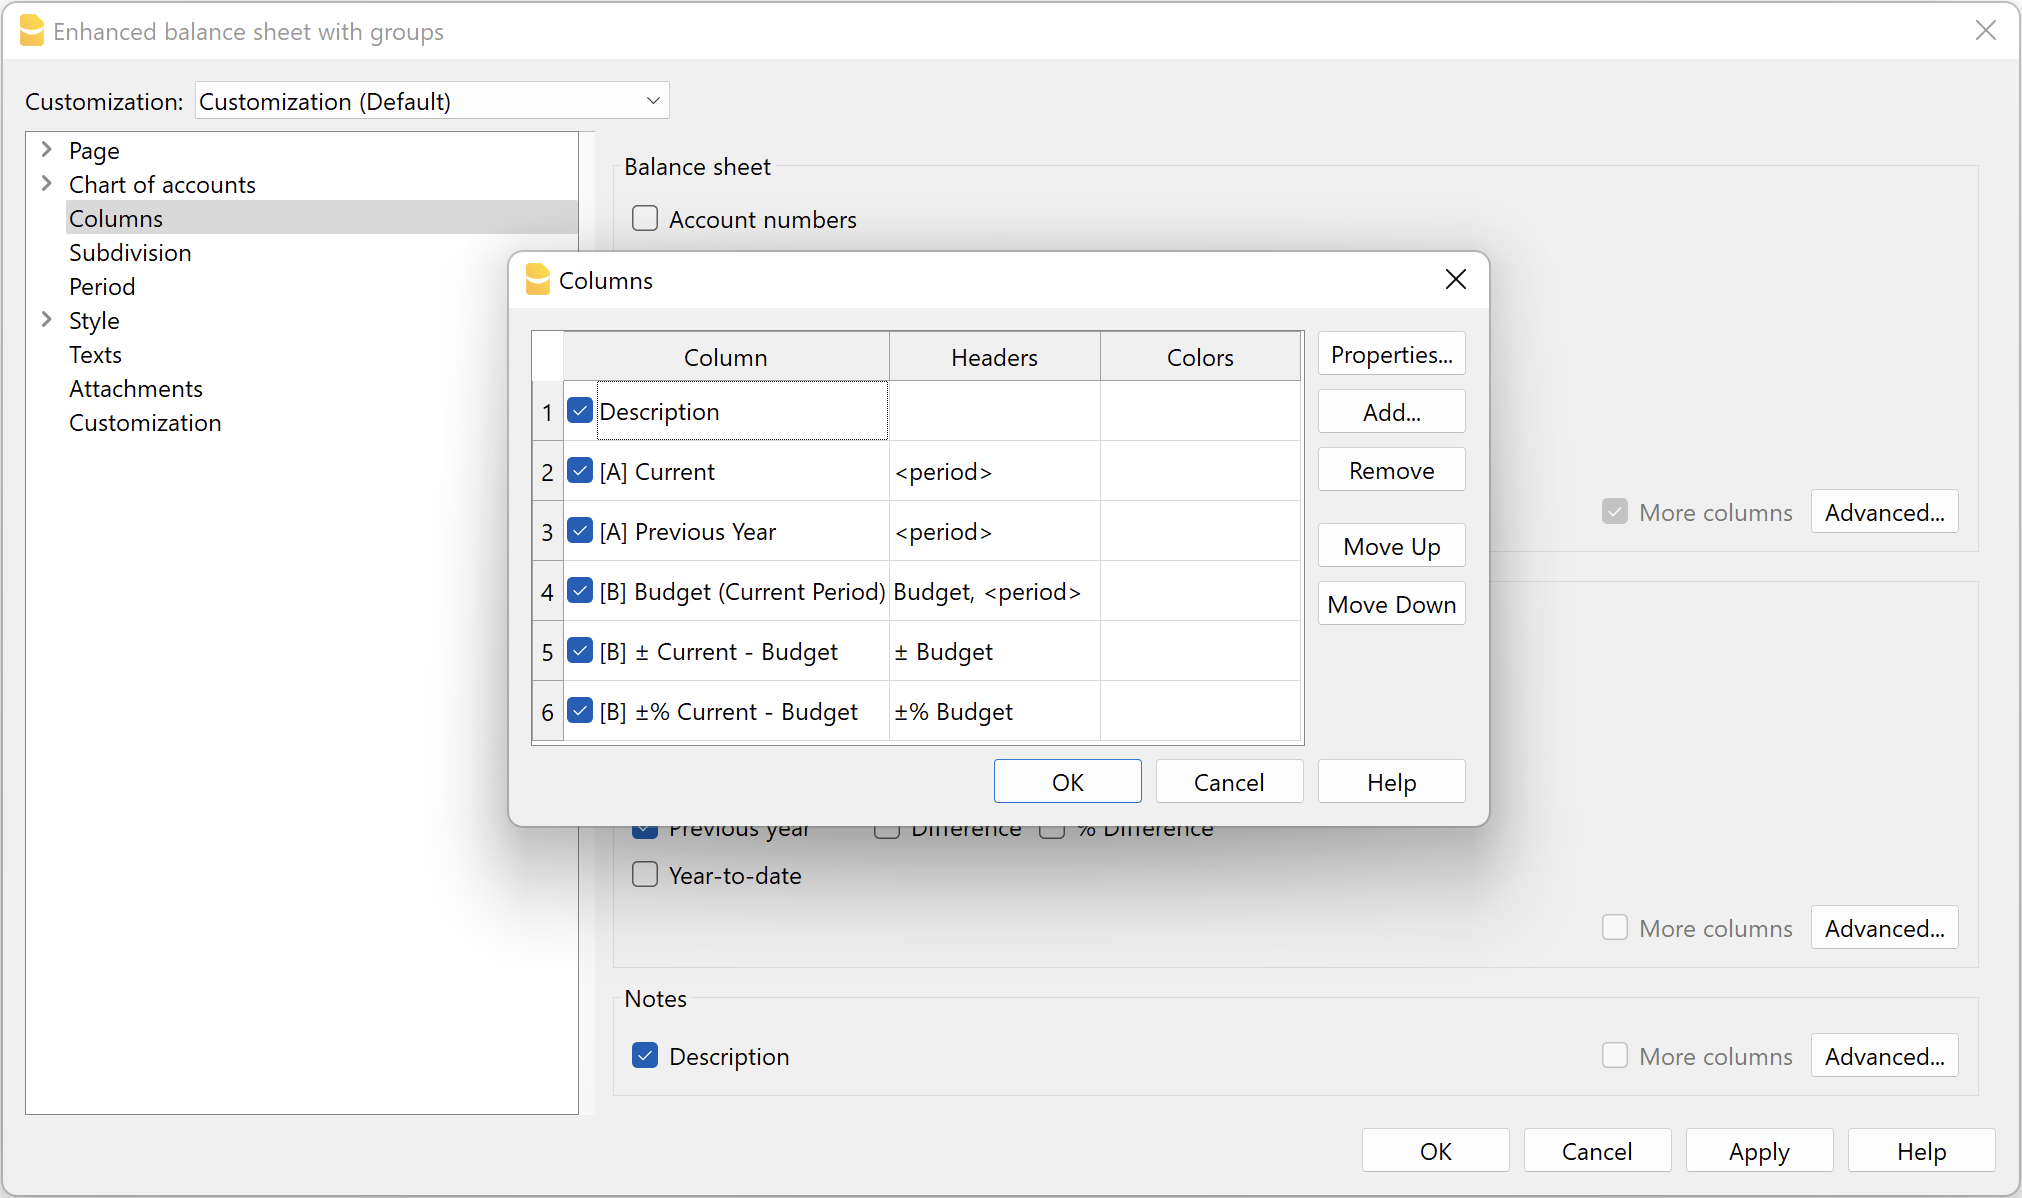 Enhanced balance sheet with groups
Customization: Customization (Default)
Page
Chart of accounts
Columns
Subdivision
Period
Style
Texts
Attachments
Customization
Balance sheet
Account numbers
More columns Advanced...
Columns
Column Headers Colors
1 Description
2 [A] Current <period>
3 [A] Previous Year <period>
4 [B] Budget (Current Period) Budget, <period>
5 [B] ± Current - Budget ± Budget
6 [B] ±% Current - Budget ±% Budget
Properties...
Add...
Remove
Move Up
Move Down
OK Cancel Help
Previous year Difference % Difference
Year-to-date
More columns Advanced...
Notes
Description More columns Advanced...
OK Cancel Apply Help